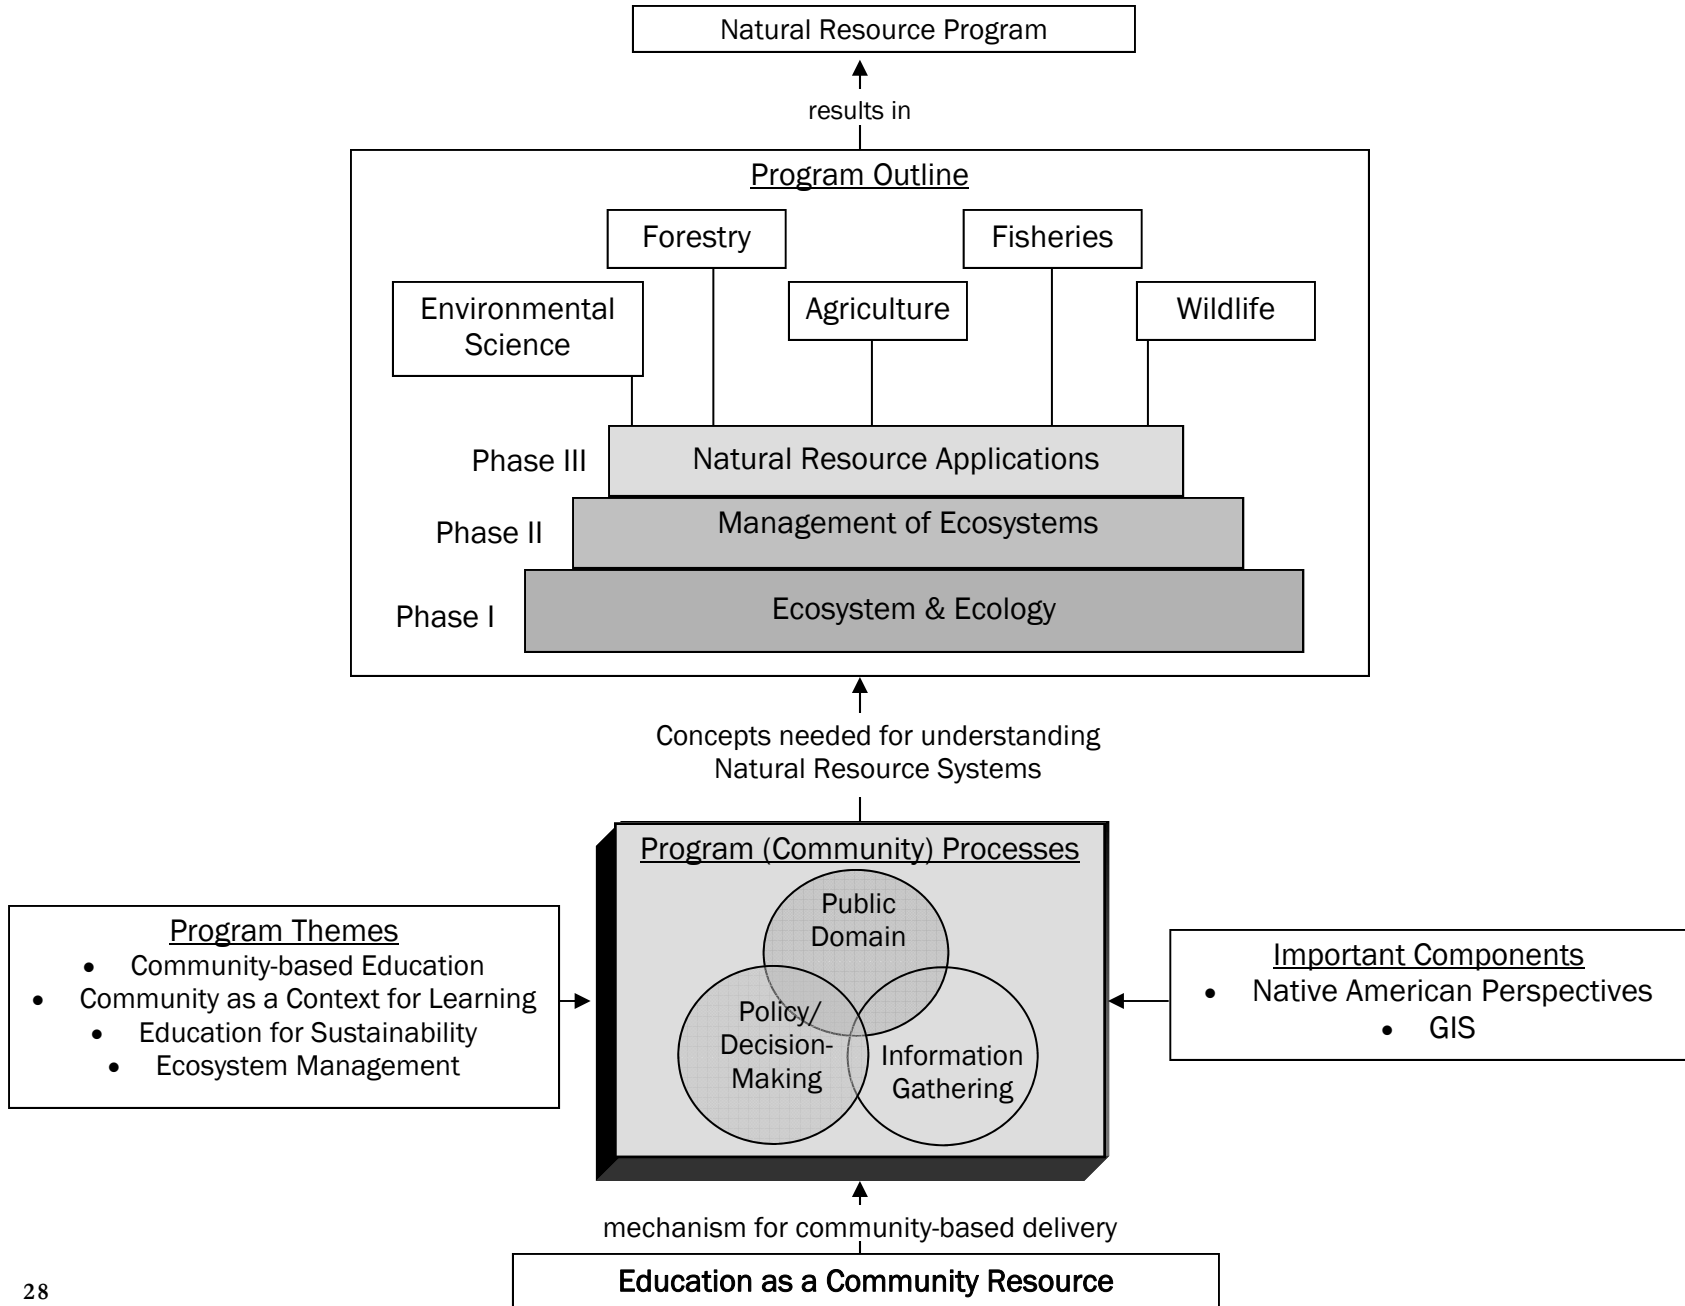 Natural Resource Program
results in
Program Outline
Forestry
Fisheries
Environmental
Science
Agriculture
Wildlife
Phase III
Natural Resource Applications
Phase II
Management of Ecosystems
Phase I
Ecosystem & Ecology
Concepts needed for understanding
Natural Resource Systems
Program (Community) Processes
Public
Domain
Policy/
Decision-
Making
Information
Gathering
Program Themes
• Community-based Education
• Community as a Context for Learning
• Education for Sustainability
• Ecosystem Management
Important Components
• Native American Perspectives
• GIS
mechanism for community-based delivery
Education as a Community Resource
28